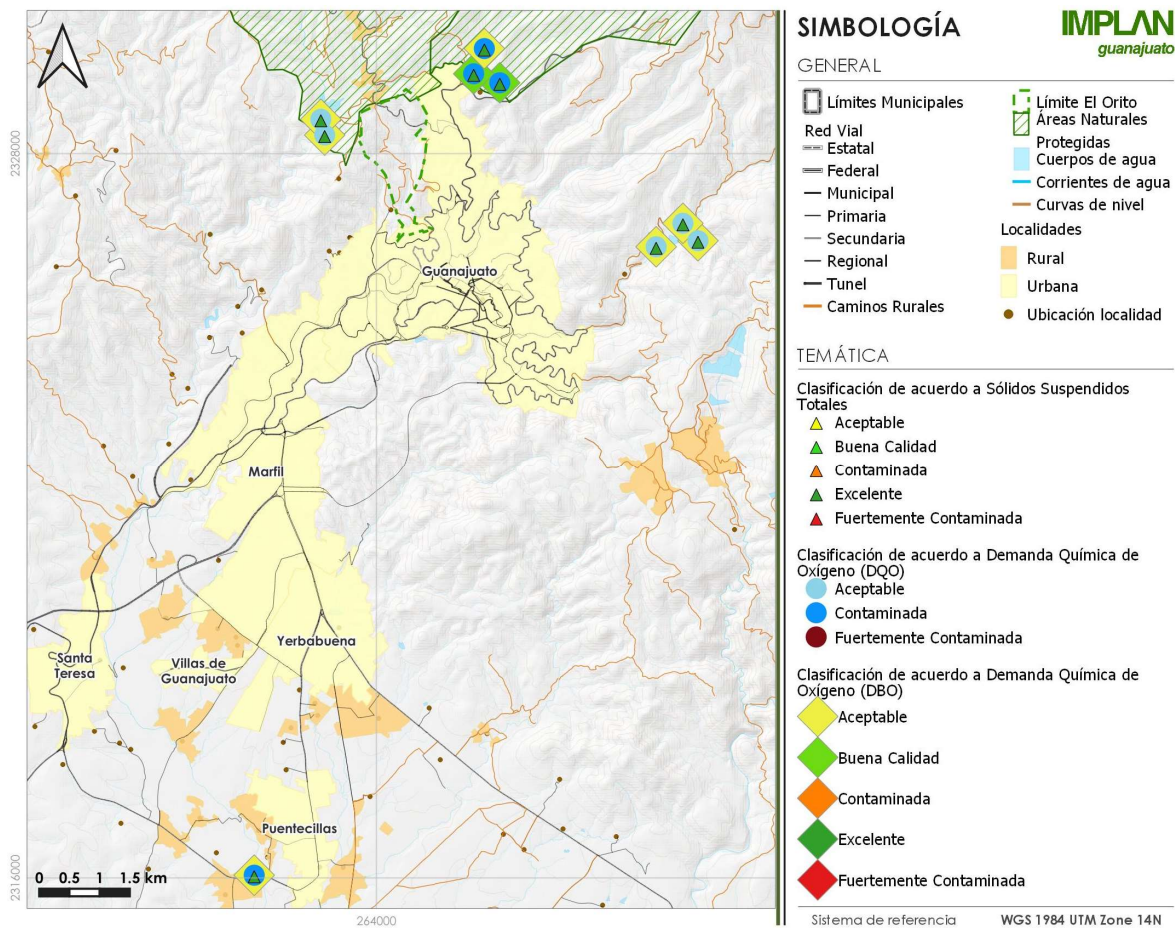 2328000
2316000
264000
Guanajuato
Marfil
Yerbabuena
Santa
Teresa
Villas de
Guanajuato
Puentecillas
0 0.5 1 1.5 km
SIMBOLOGÍA
IMPLAN
guanajuato
GENERAL
Límites Municipales
Red Vial
Estatal
Federal
Municipal
Primaria
Secundaria
Regional
Tunel
Caminos Rurales
Límite El Orito
Áreas Naturales
Protegidas
Cuerpos de agua
Corrientes de agua
Curvas de nivel
Localidades
Rural
Urbana
Ubicación localidad
TEMÁTICA
Clasificación de acuerdo a Sólidos Suspendidos
Totales
Aceptable
Buena Calidad
Contaminada
Excelente
Fuertemente Contaminada
Clasificación de acuerdo a Demanda Química de
Oxígeno (DQO)
Aceptable
Contaminada
Fuertemente Contaminada
Clasificación de acuerdo a Demanda Química de
Oxígeno (DBO)
Aceptable
Buena Calidad
Contaminada
Excelente
Fuertemente Contaminada
Sistema de referencia WGS 1984 UTM Zone 14N